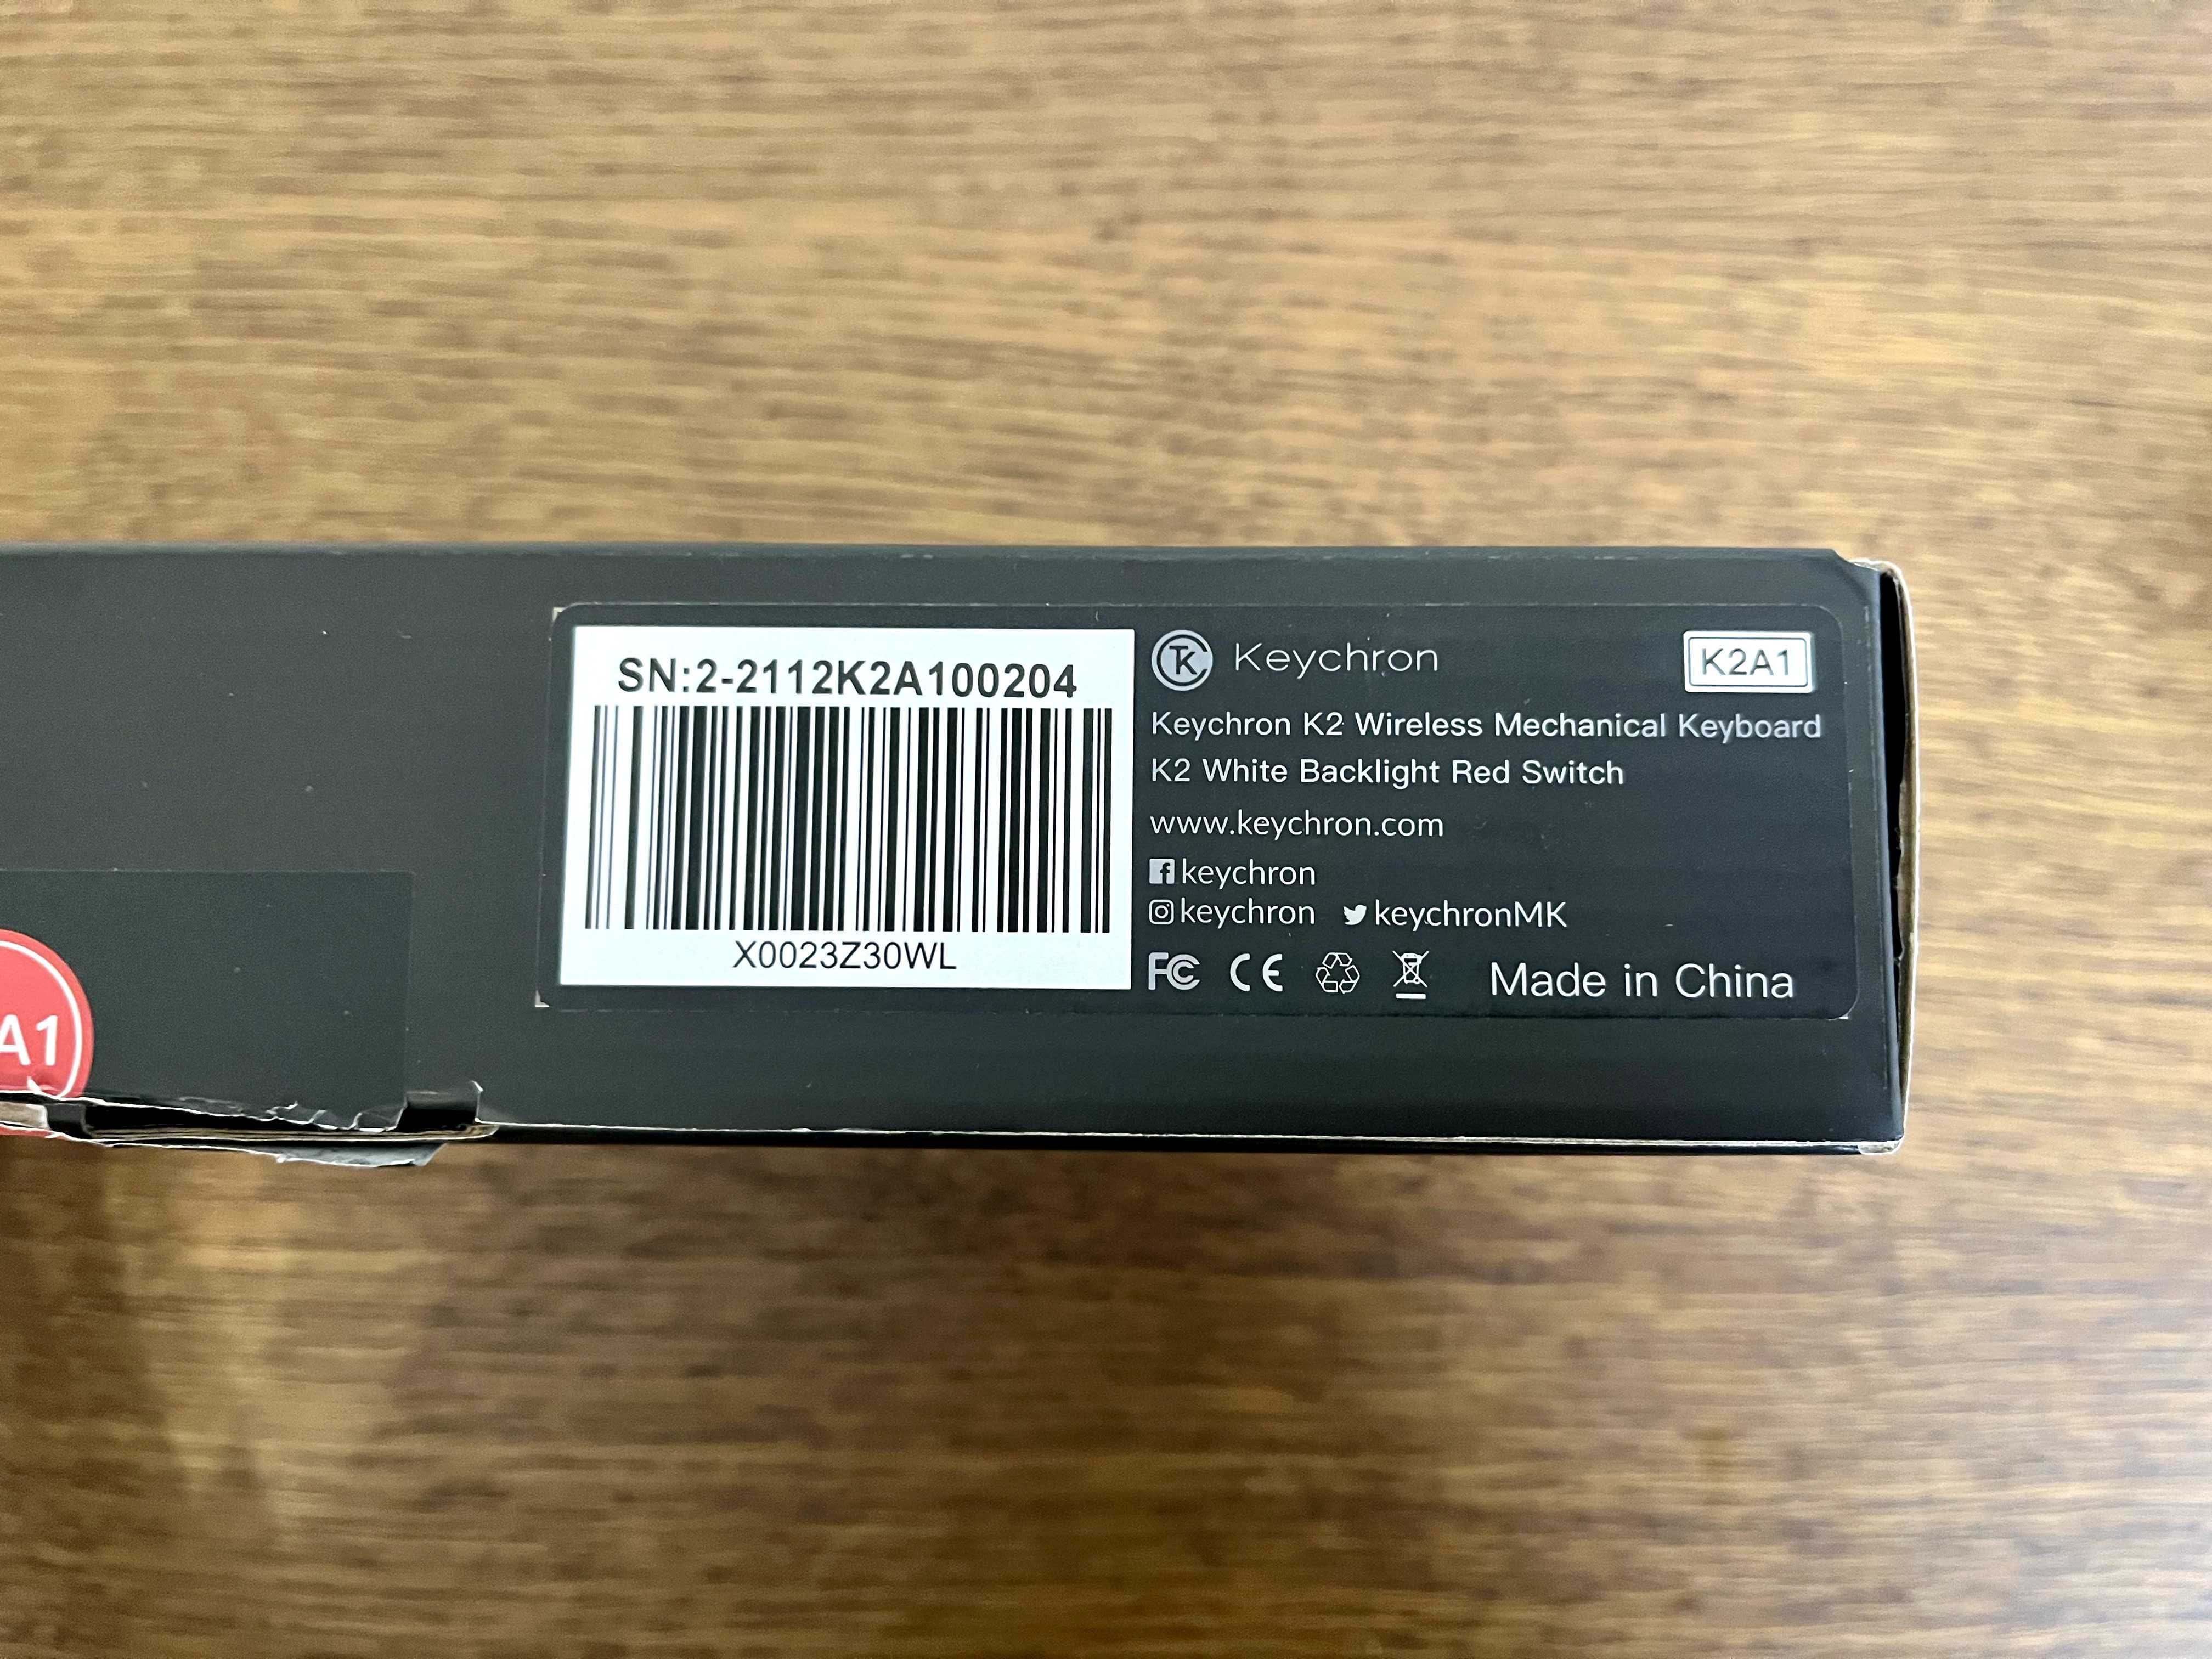 SN:2-2112K2A100204
X0023Z30WL
Keychron
K2A1
Keychron K2 Wireless Mechanical Keyboard
K2 White Backlight Red Switch
www.keychron.com
keychron
keychron keychronMK
FC CE Made in China
A1